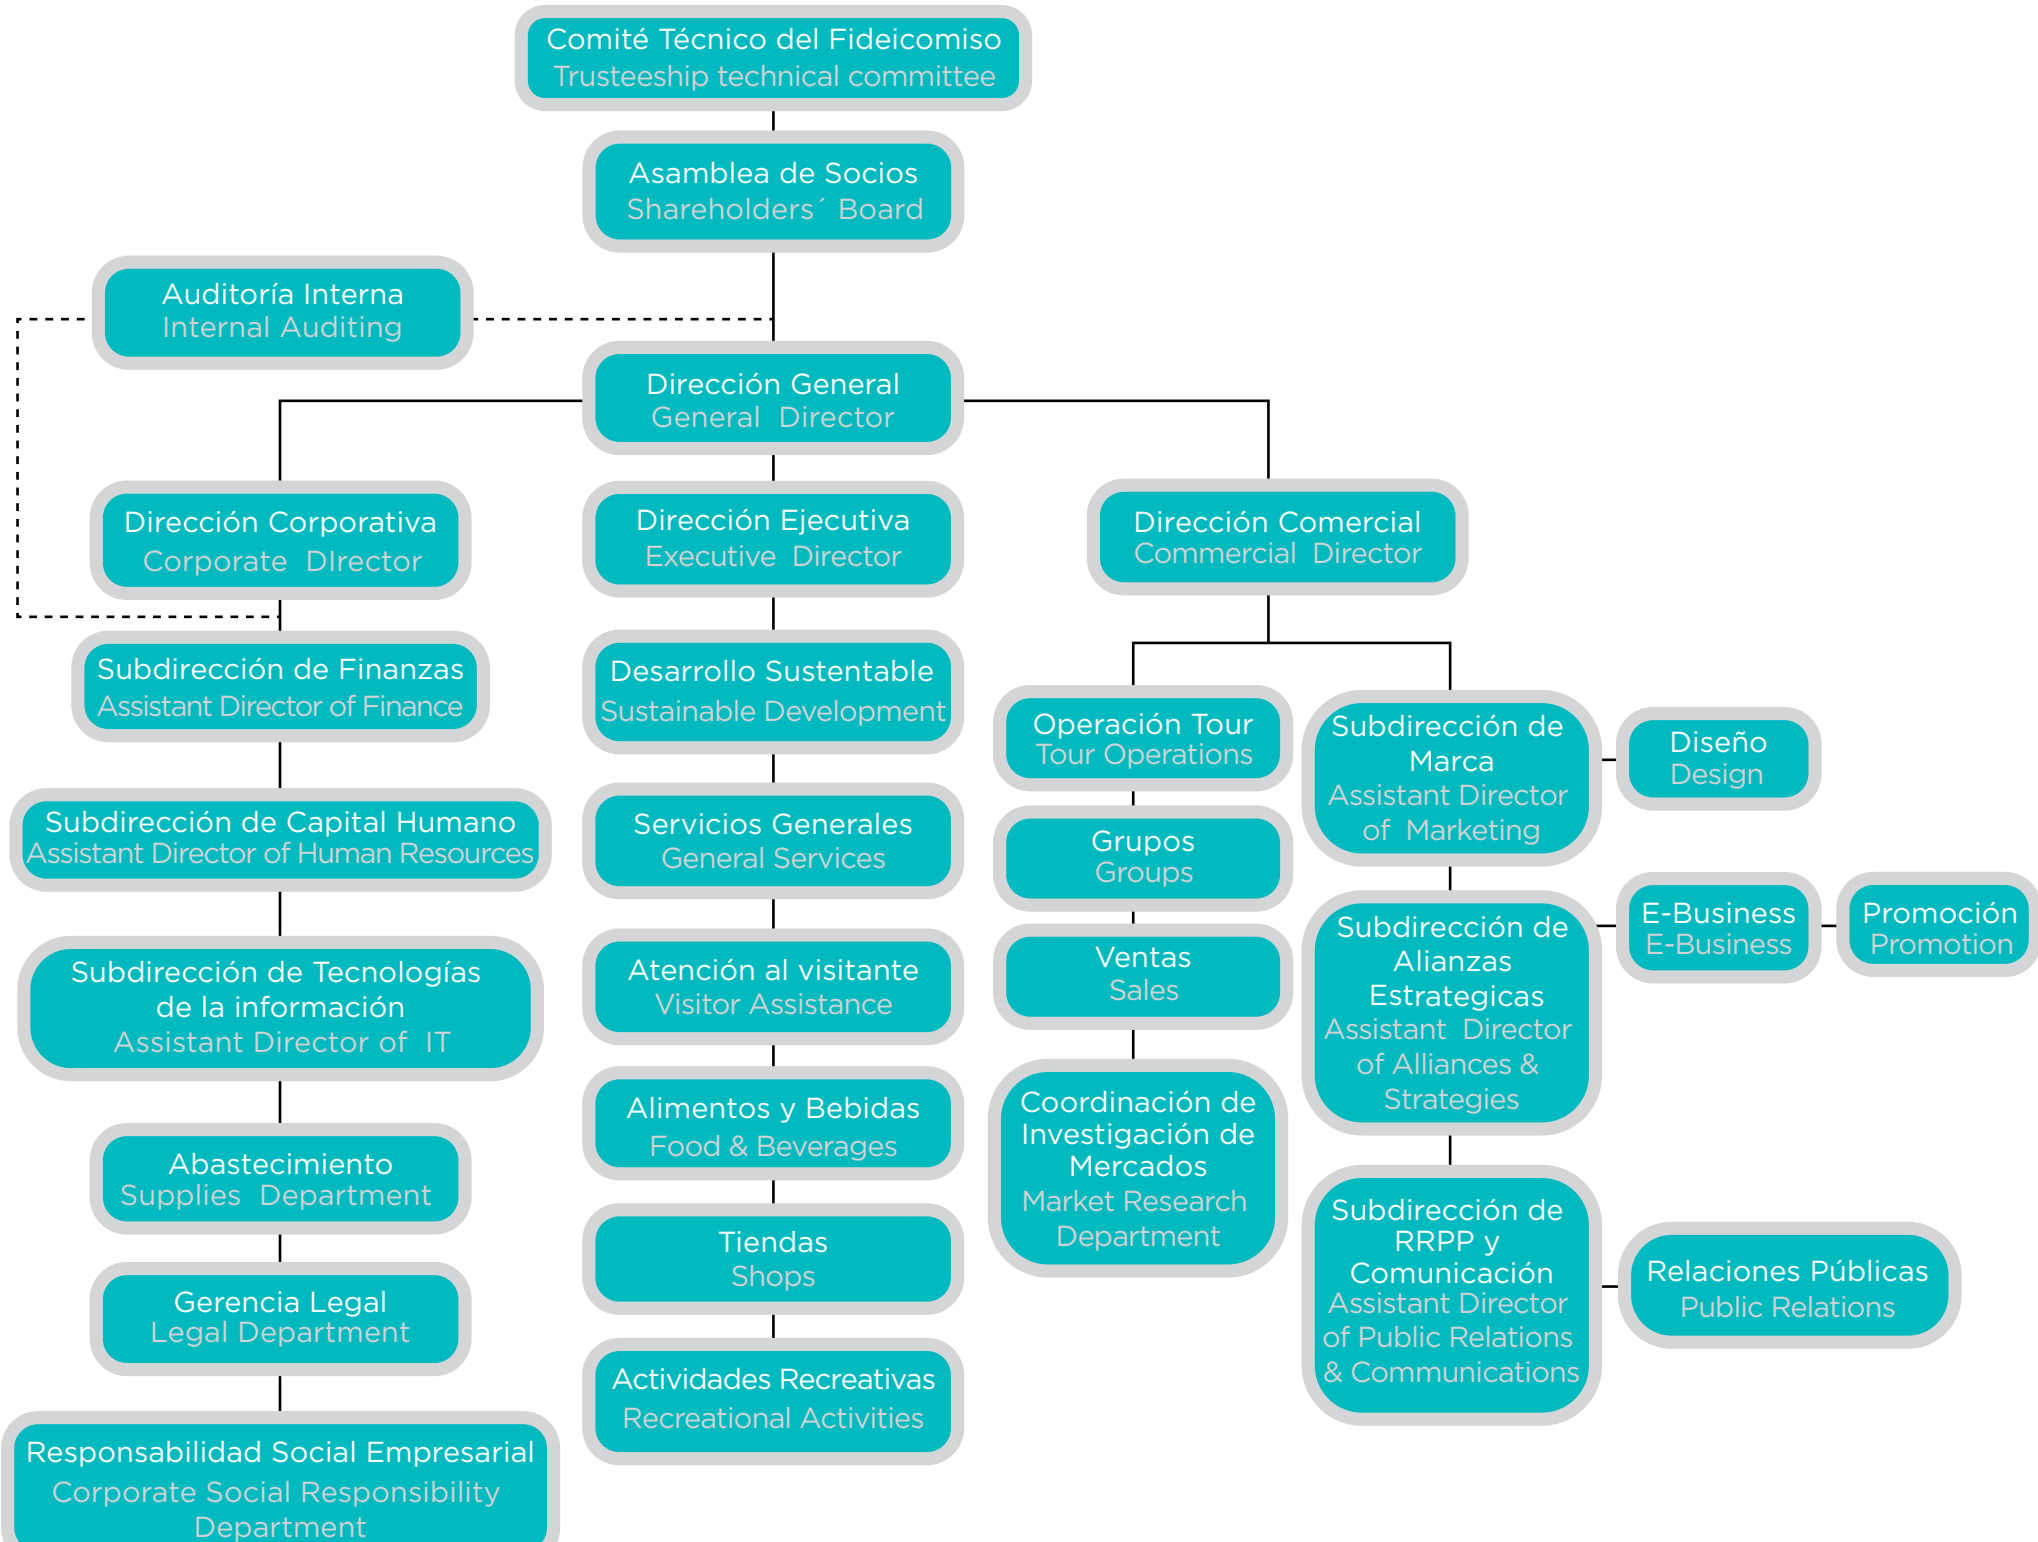 Comité Técnico del Fideicomiso
Trusteeship technical committee
Asamblea de Socios
Shareholders´ Board
Auditoría Interna
Internal Auditing
Dirección General
General Director
Dirección Corporativa
Corporate DIrector
Dirección Ejecutiva
Executive Director
Dirección Comercial
Commercial Director
Subdirección de Finanzas
Assistant Director of Finance
Subdirección de Capital Humano
Assistant Director of Human Resources
Subdirección de Tecnologías
de la información
Assistant Director of IT
Abastecimiento
Supplies Department
Gerencia Legal
Legal Department
Responsabilidad Social Empresarial
Corporate Social Responsibility
Department
Desarrollo Sustentable
Sustainable Development
Servicios Generales
General Services
Atención al visitante
Visitor Assistance
Alimentos y Bebidas
Food & Beverages
Tiendas
Shops
Actividades Recreativas
Recreational Activities
Operación Tour
Tour Operations
Grupos
Groups
Ventas
Sales
Coordinación de
Investigación de
Mercados
Market Research
Department
Subdirección de
Marca
Assistant Director
of Marketing
Diseño
Design
Subdirección de
Alianzas
Estrategicas
Assistant Director
of Alliances &
Strategies
E-Business
E-Business
Promoción
Promotion
Subdirección de
RRPP y
Comunicación
Assistant Director
of Public Relations
& Communications
Relaciones Públicas
Public Relations